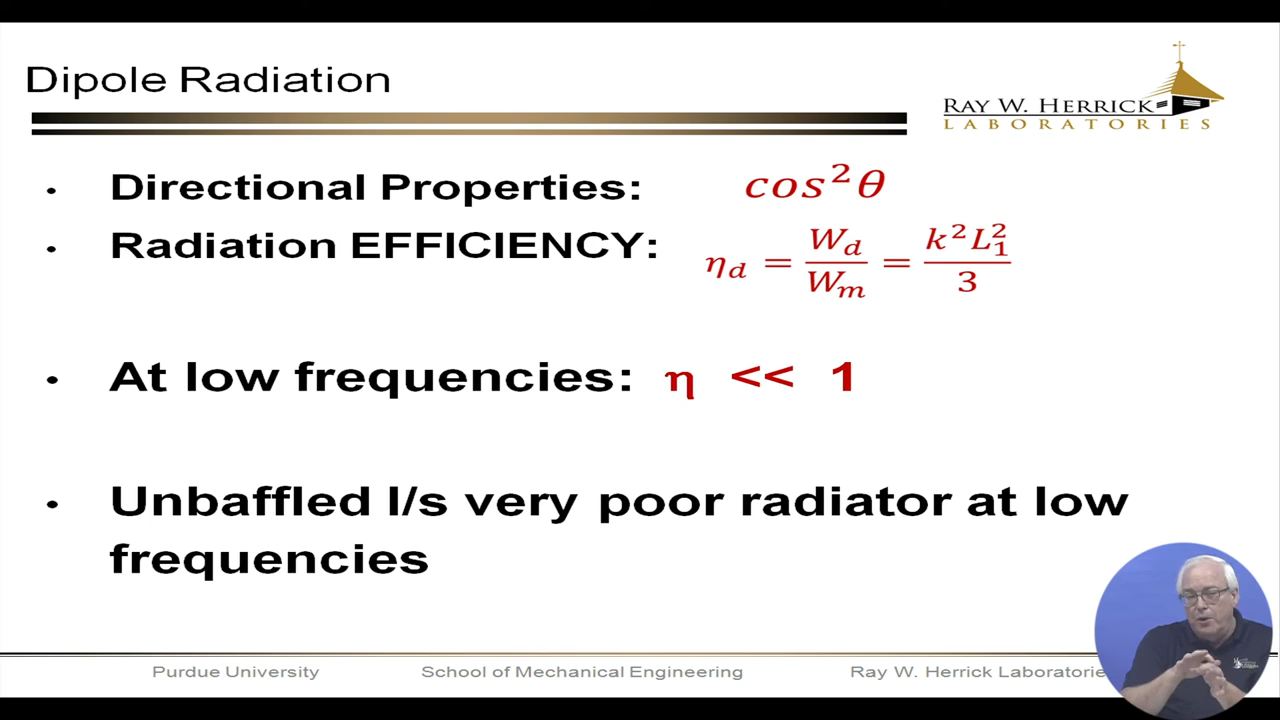 Dipole Radiation
RAY W. HERRICK
LABORATORIES
• Directional Properties: cos²θ
• Radiation EFFICIENCY: η_d = W_d / W_m = k²L₁² / 3
• At low frequencies: η << 1
• Unbaffled l/s very poor radiator at low
frequencies
Purdue University School of Mechanical Engineering Ray W. Herrick Laboratorie